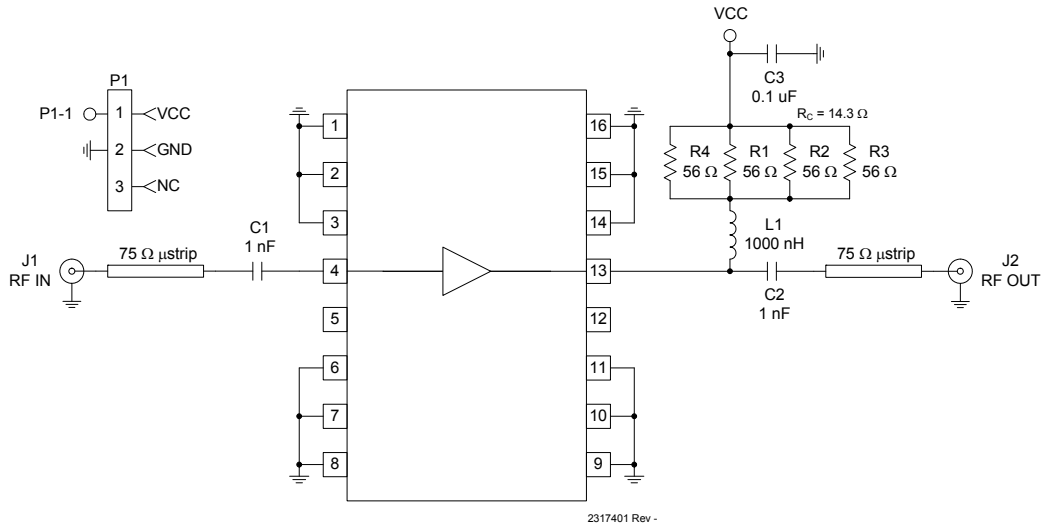 VCC
C3
0.1 uF
P1
P1-1
1
VCC
2
GND
3
NC
RC = 14.3 Ω
R4
56 Ω
R1
56 Ω
R2
56 Ω
R3
56 Ω
L1
1000 nH
J1
RF IN
75 Ω µstrip
C1
1 nF
1
2
3
4
5
6
7
8
16
15
14
13
12
11
10
9
C2
1 nF
75 Ω µstrip
J2
RF OUT
2317401 Rev -